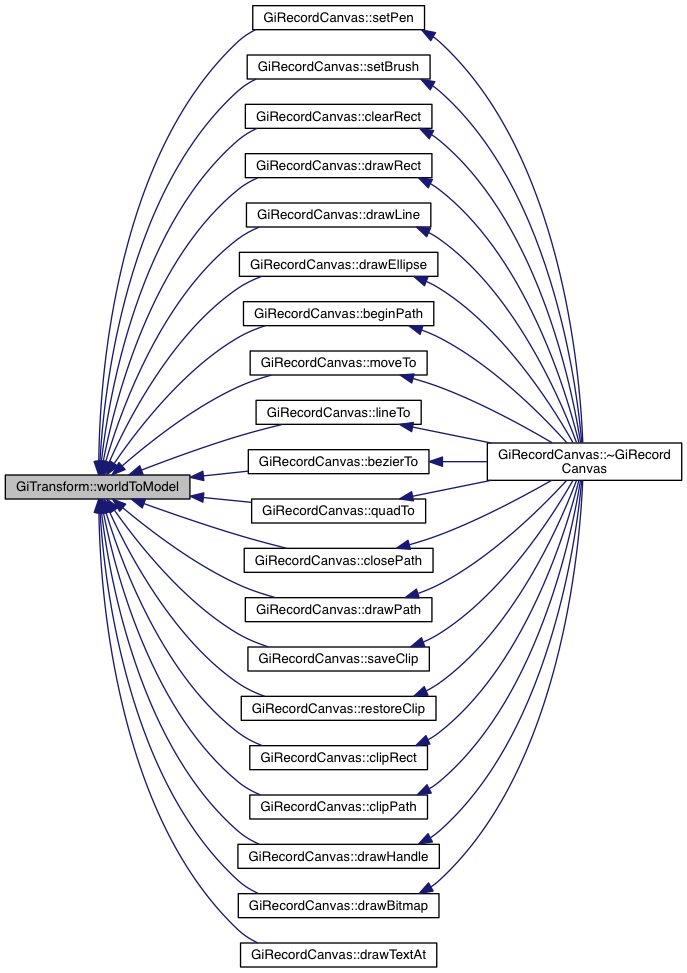 GiRecordCanvas::setPen
GiRecordCanvas::setBrush
GiRecordCanvas::clearRect
GiRecordCanvas::drawRect
GiRecordCanvas::drawLine
GiRecordCanvas::drawEllipse
GiRecordCanvas::beginPath
GiRecordCanvas::moveTo
GiRecordCanvas::lineTo
GiRecordCanvas::bezierTo
GiRecordCanvas::~GiRecord
Canvas
GiTransform::worldToModel
GiRecordCanvas::quadTo
GiRecordCanvas::closePath
GiRecordCanvas::drawPath
GiRecordCanvas::saveClip
GiRecordCanvas::restoreClip
GiRecordCanvas::clipRect
GiRecordCanvas::clipPath
GiRecordCanvas::drawHandle
GiRecordCanvas::drawBitmap
GiRecordCanvas::drawTextAt